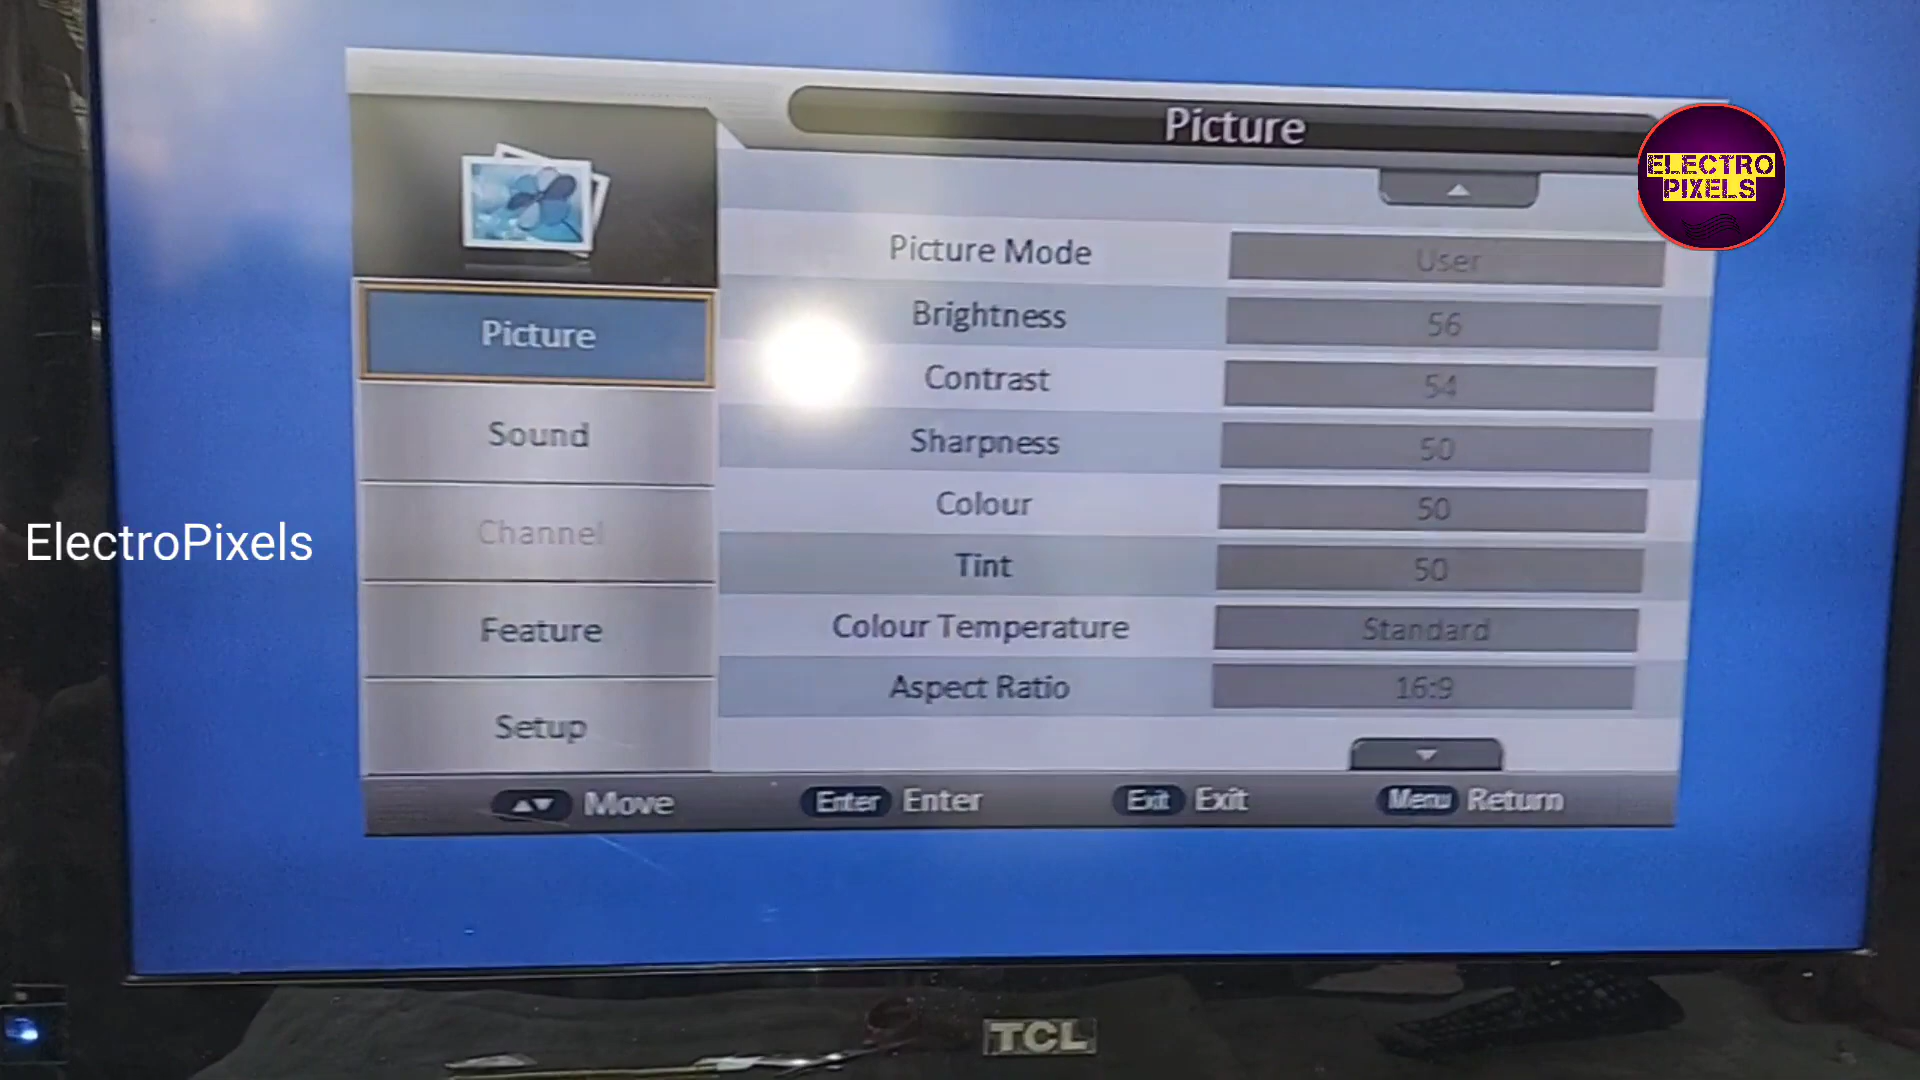 Picture
ELECTRO
PIXELS
Picture
Sound
Channel
Feature
Setup
Picture Mode User
Brightness 56
Contrast 54
Sharpness 50
Colour 50
Tint 50
Colour Temperature Standard
Aspect Ratio 16:9
Move Enter Enter Exit Exit Menu Return
ElectroPixels
TCL